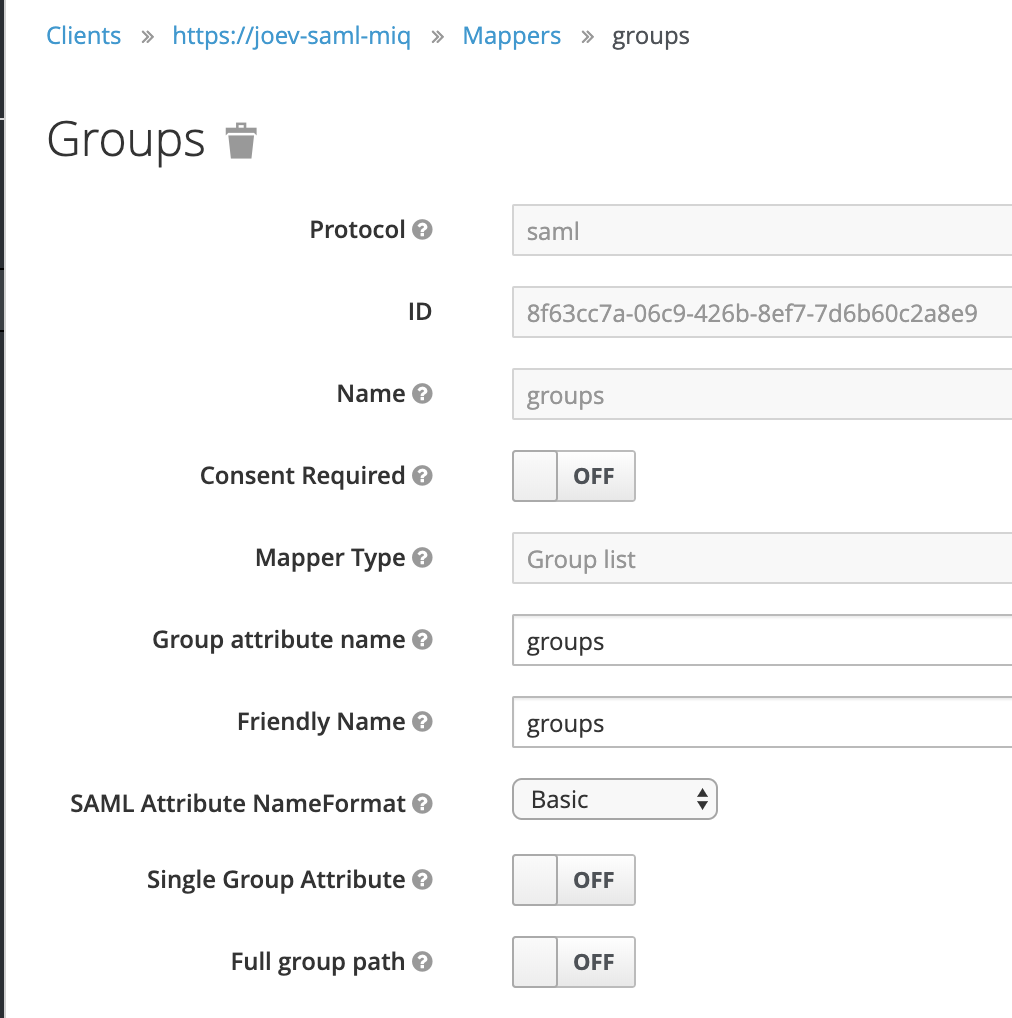 Clients » https://joev-saml-miq » Mappers » groups
Groups
Protocol saml
ID 8f63cc7a-06c9-426b-8ef7-7d6b60c2a8e9
Name groups
Consent Required OFF
Mapper Type Group list
Group attribute name groups
Friendly Name groups
SAML Attribute NameFormat Basic
Single Group Attribute OFF
Full group path OFF